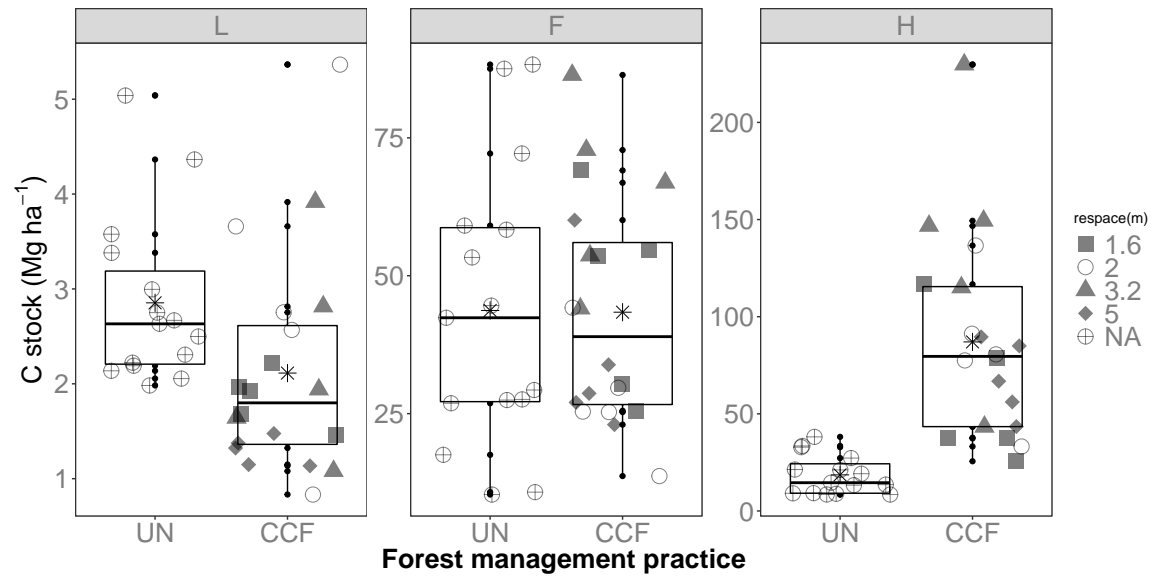 L
F
H
C stock (Mg ha⁻¹)
5
4
3
2
1
75
50
25
200
150
100
50
0
UN
CCF
UN
CCF
UN
CCF
Forest management practice
respace(m)
1.6
2
3.2
5
NA